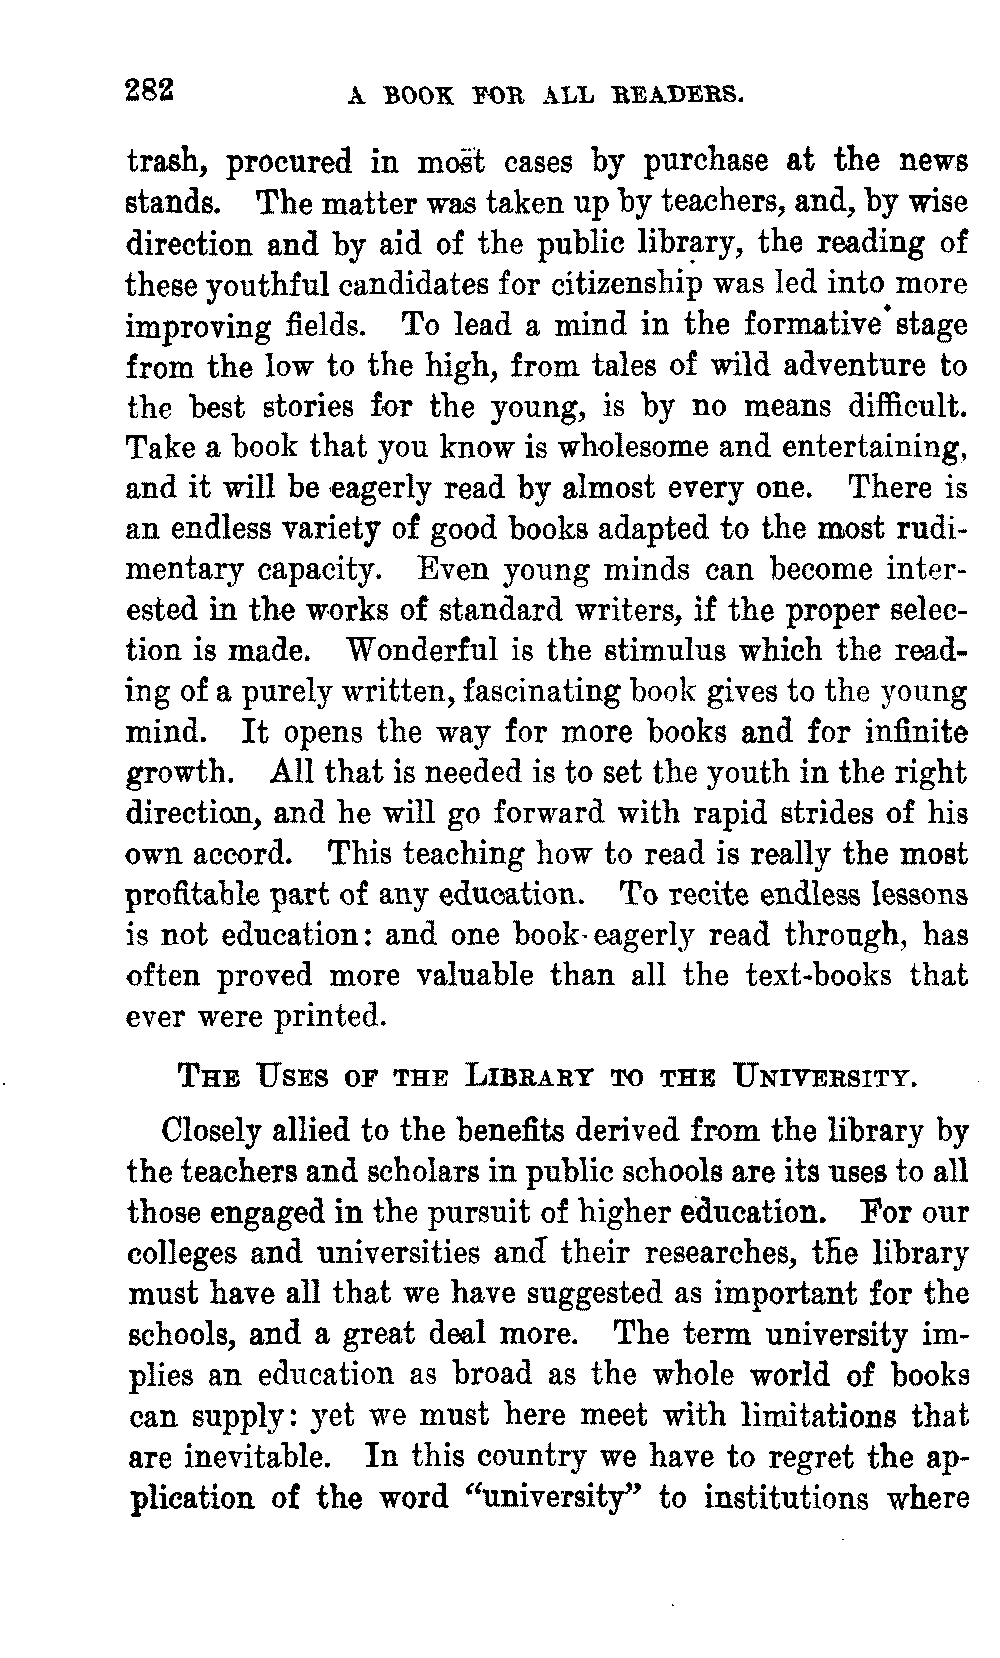 282
A BOOK FOR ALL READERS.
trash, procured in most cases by purchase at the news
stands. The matter was taken up by teachers, and, by wise
direction and by aid of the public library, the reading of
these youthful candidates for citizenship was led into more
improving fields. To lead a mind in the formative stage
from the low to the high, from tales of wild adventure to
the best stories for the young, is by no means difficult.
Take a book that you know is wholesome and entertaining,
and it will be eagerly read by almost every one. There is
an endless variety of good books adapted to the most rudi-
mentary capacity. Even young minds can become inter-
ested in the works of standard writers, if the proper selec-
tion is made. Wonderful is the stimulus which the read-
ing of a purely written, fascinating book gives to the young
mind. It opens the way for more books and for infinite
growth. All that is needed is to set the youth in the right
direction, and he will go forward with rapid strides of his
own accord. This teaching how to read is really the most
profitable part of any education. To recite endless lessons
is not education: and one book eagerly read through, has
often proved more valuable than all the text-books that
ever were printed.
THE USES OF THE LIBRARY TO THE UNIVERSITY.
Closely allied to the benefits derived from the library by
the teachers and scholars in public schools are its uses to all
those engaged in the pursuit of higher education. For our
colleges and universities and their researches, the library
must have all that we have suggested as important for the
schools, and a great deal more. The term university im-
plies an education as broad as the whole world of books
can supply: yet we must here meet with limitations that
are inevitable. In this country we have to regret the ap-
plication of the word “university” to institutions where